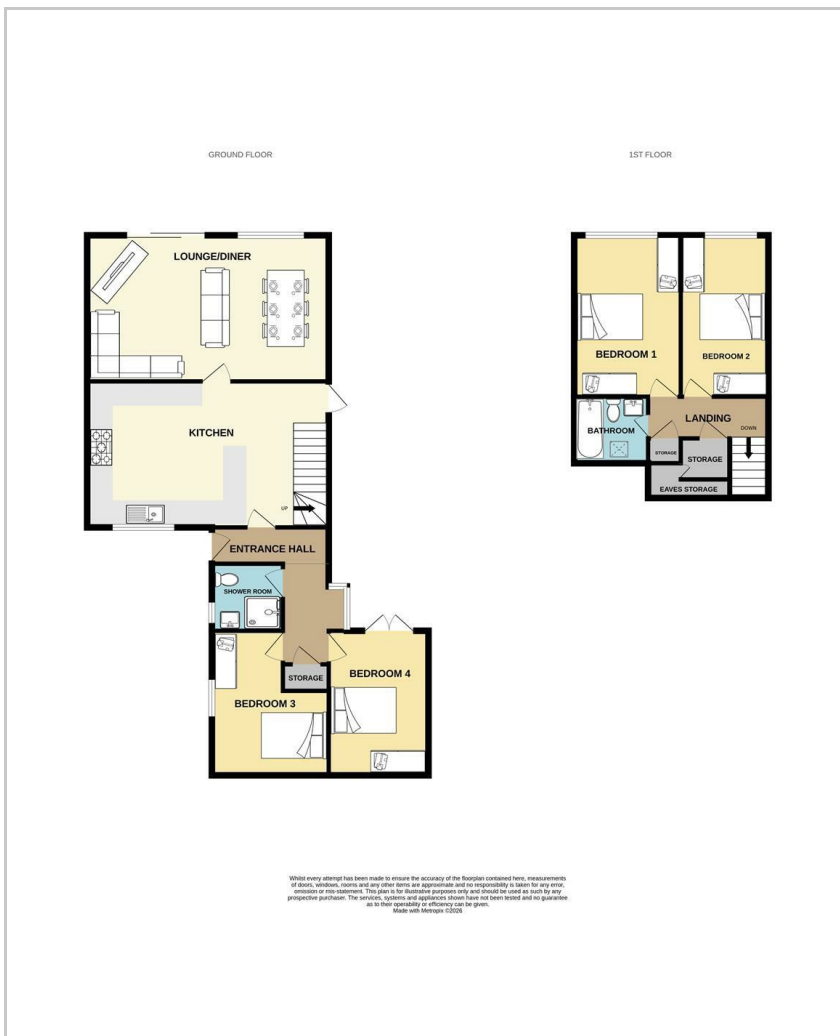 GROUND FLOOR
LOUNGE/DINER
KITCHEN
UP
ENTRANCE HALL
SHOWER ROOM
STORAGE
BEDROOM 4
BEDROOM 3
1ST FLOOR
BEDROOM 1
BEDROOM 2
LANDING
BATHROOM
DOWN
STORAGE
STORAGE
EAVES STORAGE
Whilst every attempt has been made to ensure the accuracy of the floorplan contained here, measurements
of doors, windows, rooms and any other items are approximate and no responsibility is taken for any error,
omission or mis-statement. This plan is for illustrative purposes only and should be used as such by any
prospective purchaser. The services, systems and appliances shown have not been tested and no guarantee
as to their operability or efficiency can be given.
Made with Metropix ©2026